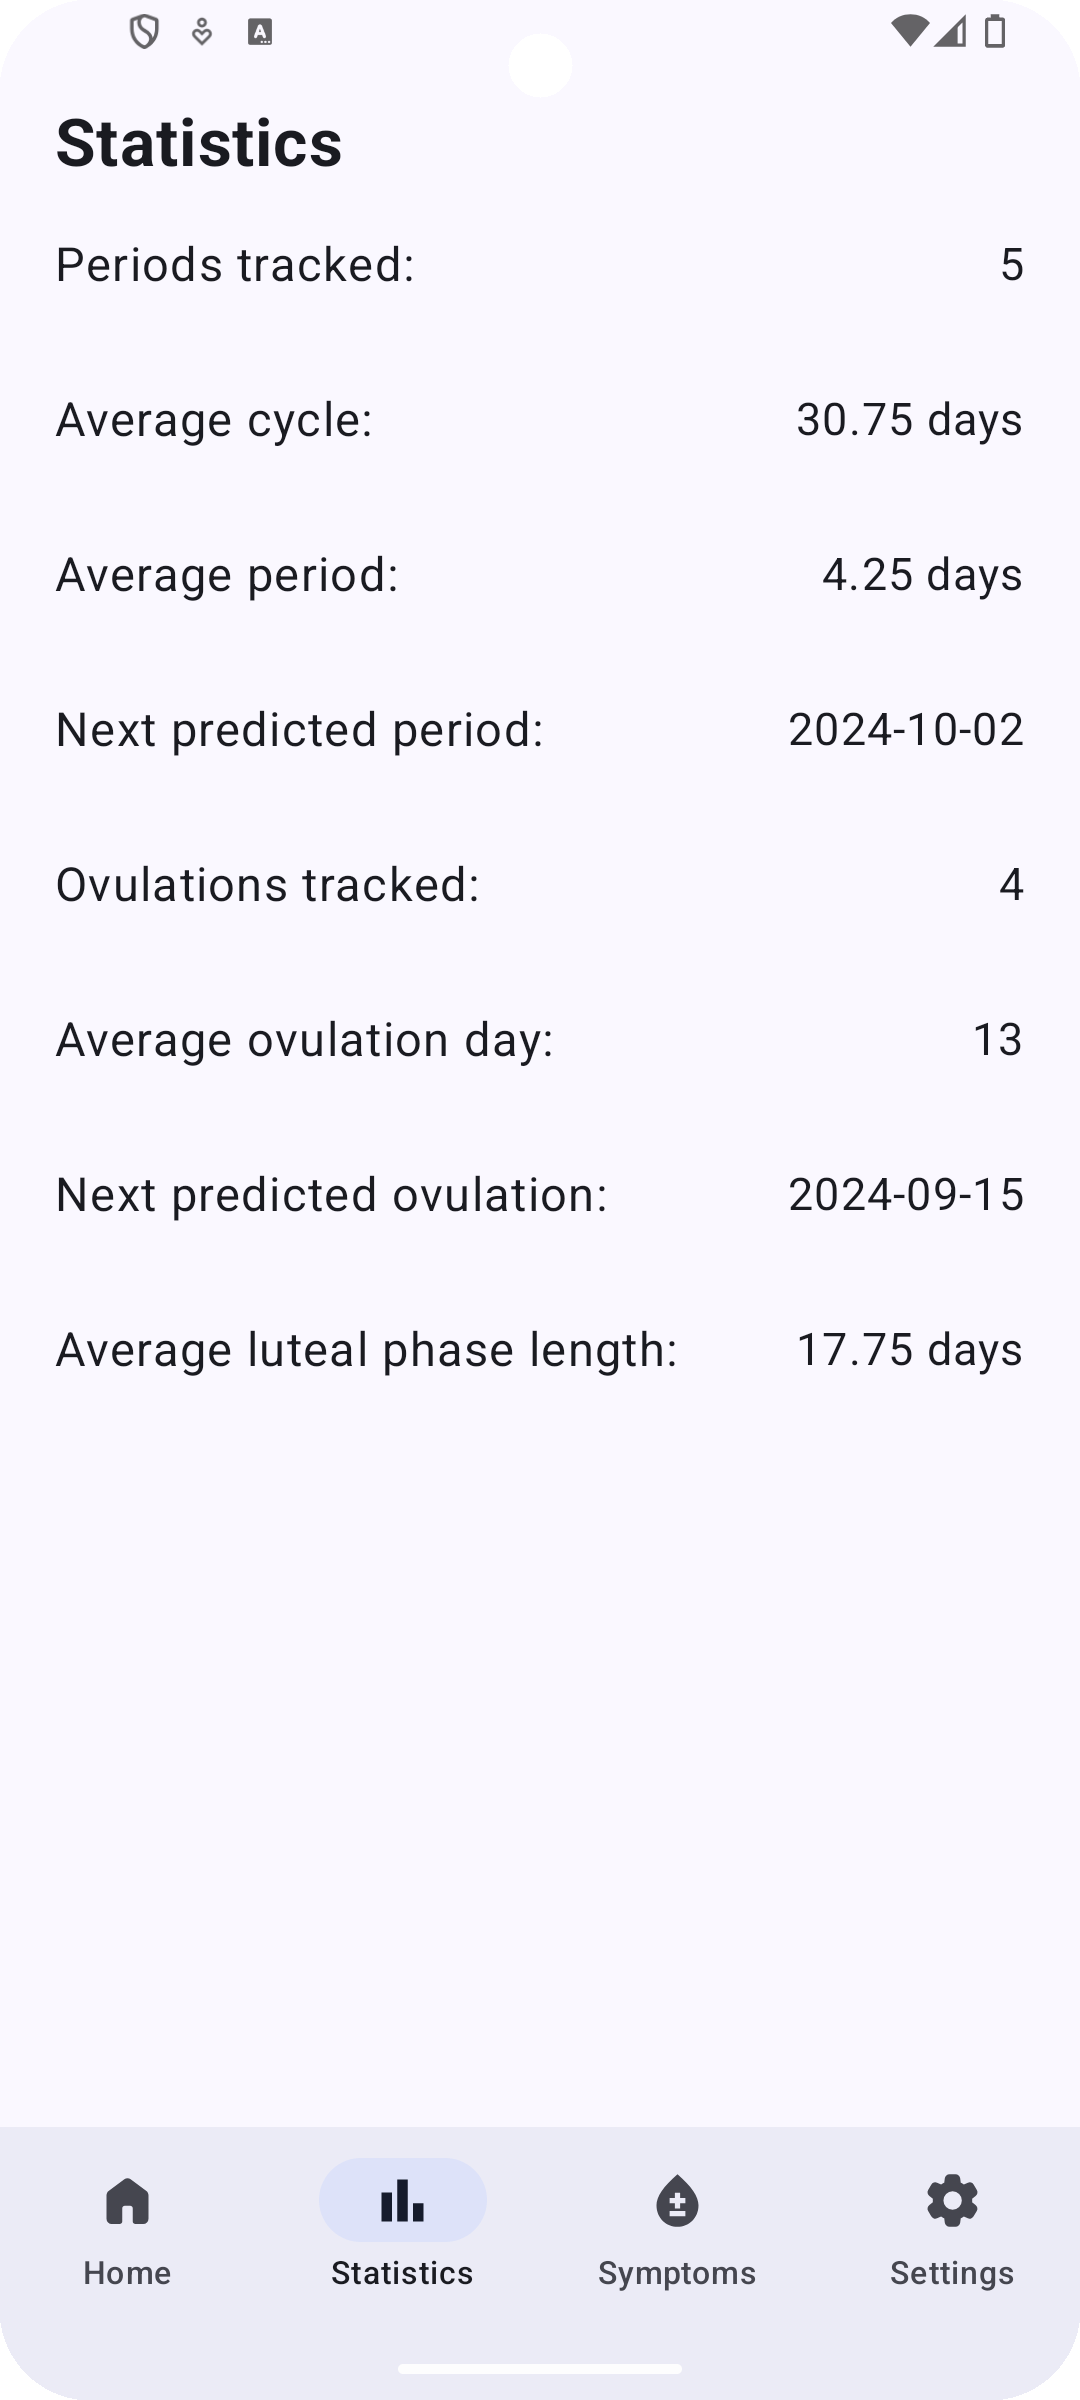 Statistics
Periods tracked: 5
Average cycle: 30.75 days
Average period: 4.25 days
Next predicted period: 2024-10-02
Ovulations tracked: 4
Average ovulation day: 13
Next predicted ovulation: 2024-09-15
Average luteal phase length: 17.75 days
Home Statistics Symptoms Settings